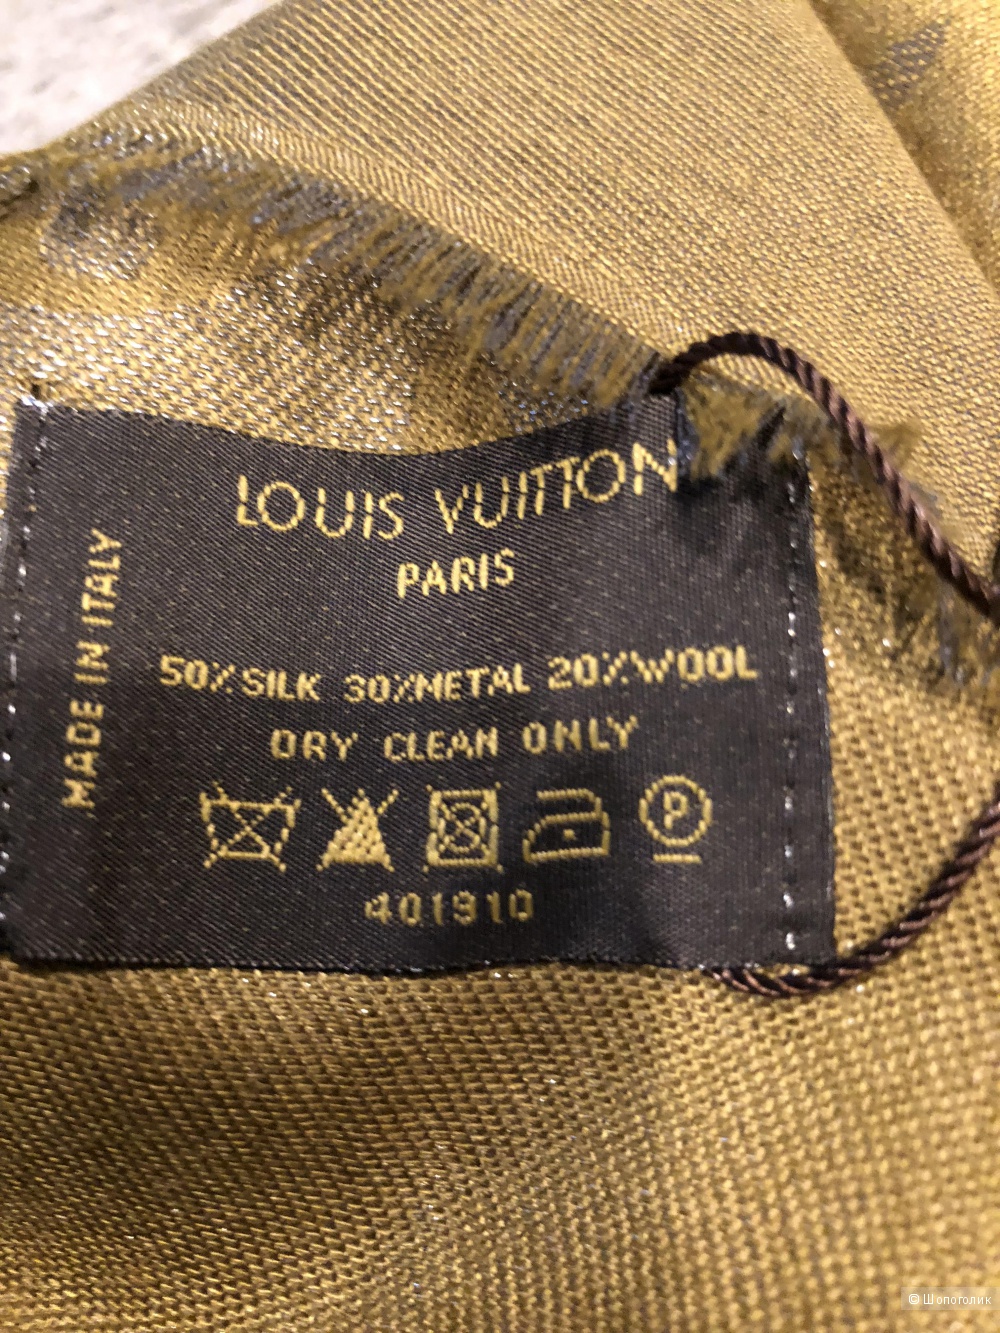 LOUIS VUITTON
PARIS
MADE IN ITALY
50% SILK 30% METAL 20% WOOL
DRY CLEAN ONLY
P
401910
© Шопоголик